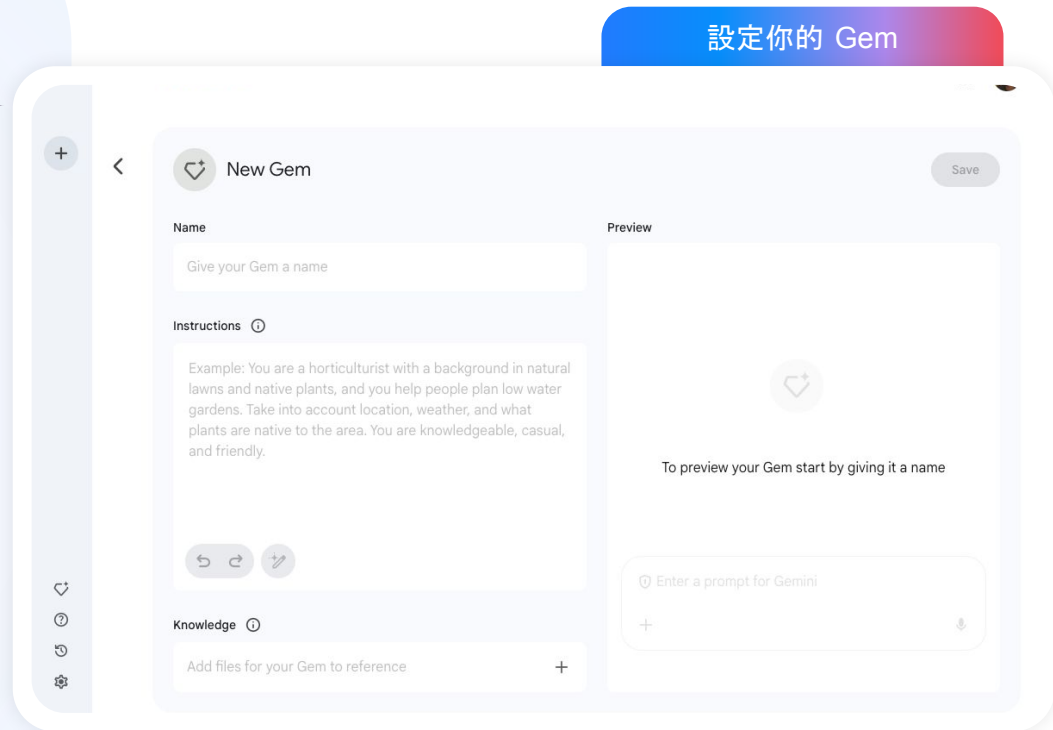 設定你的 Gem
New Gem
Save
Name
Give your Gem a name
Instructions
Example: You are a horticulturist with a background in natural
lawns and native plants, and you help people plan low water
gardens. Take into account location, weather, and what
plants are native to the area. You are knowledgeable, casual,
and friendly.
Knowledge
Add files for your Gem to reference
Preview
To preview your Gem start by giving it a name
Enter a prompt for Gemini